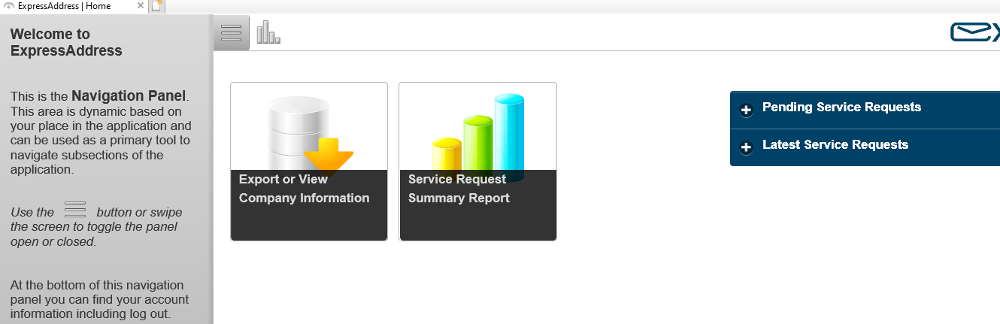 ExpressAddress | Home
Welcome to
ExpressAddress
This is the Navigation Panel.
This area is dynamic based on
your place in the application and
can be used as a primary tool to
navigate subsections of the
application.
Use the button or swipe
the screen to toggle the panel
open or closed.
At the bottom of this navigation
panel you can find your account
information including log out.
Export or View
Company Information
Service Request
Summary Report
Pending Service Requests
Latest Service Requests